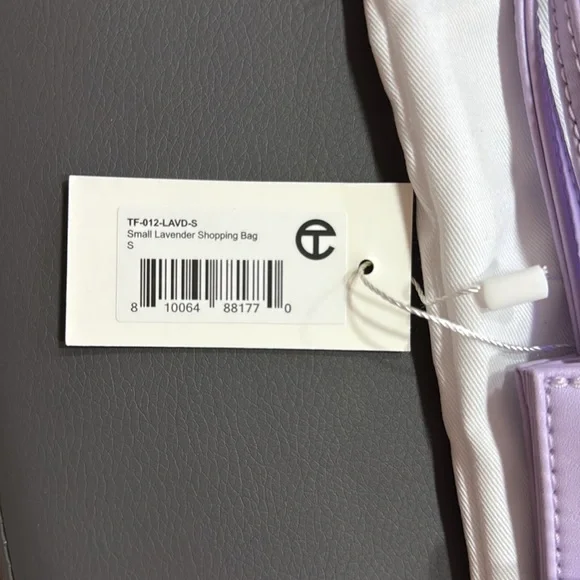 TF-012-LAVD-S
Small Lavender Shopping Bag
S
8 10064 88177 0